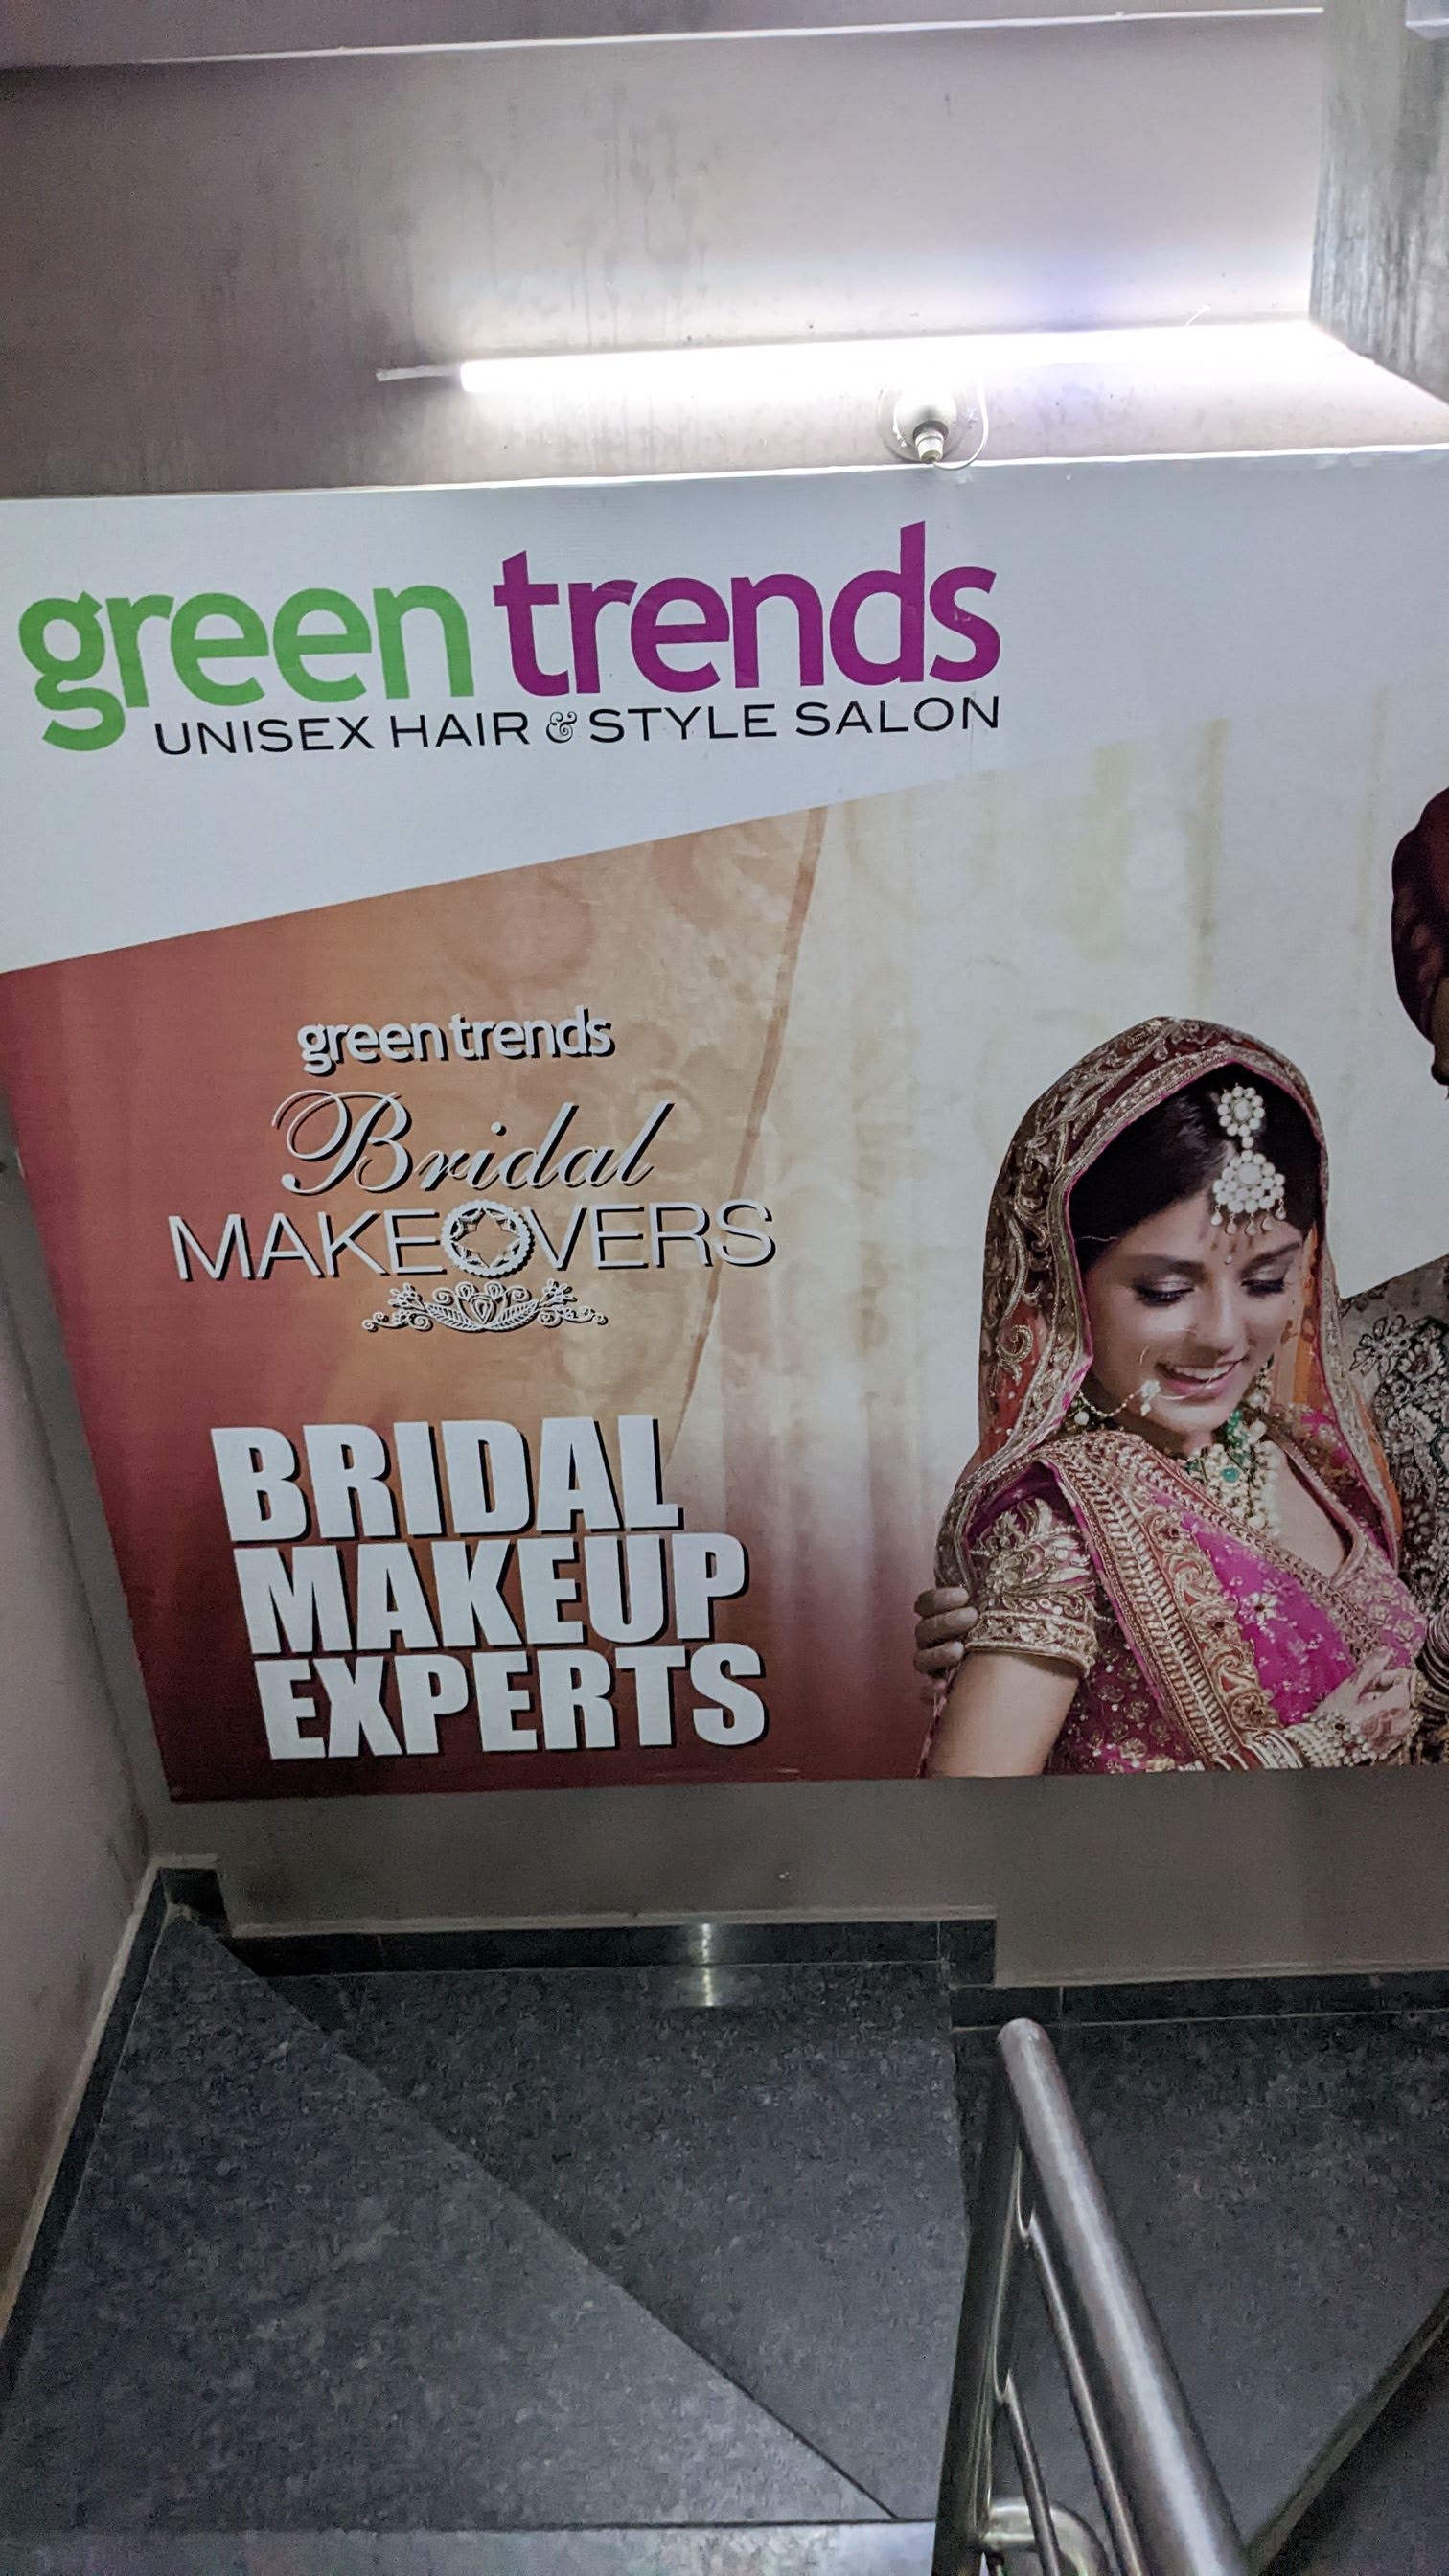 green trends
UNISEX HAIR & STYLE SALON
green trends
Bridal
MAKEOVERS
BRIDAL
MAKEUP
EXPERTS